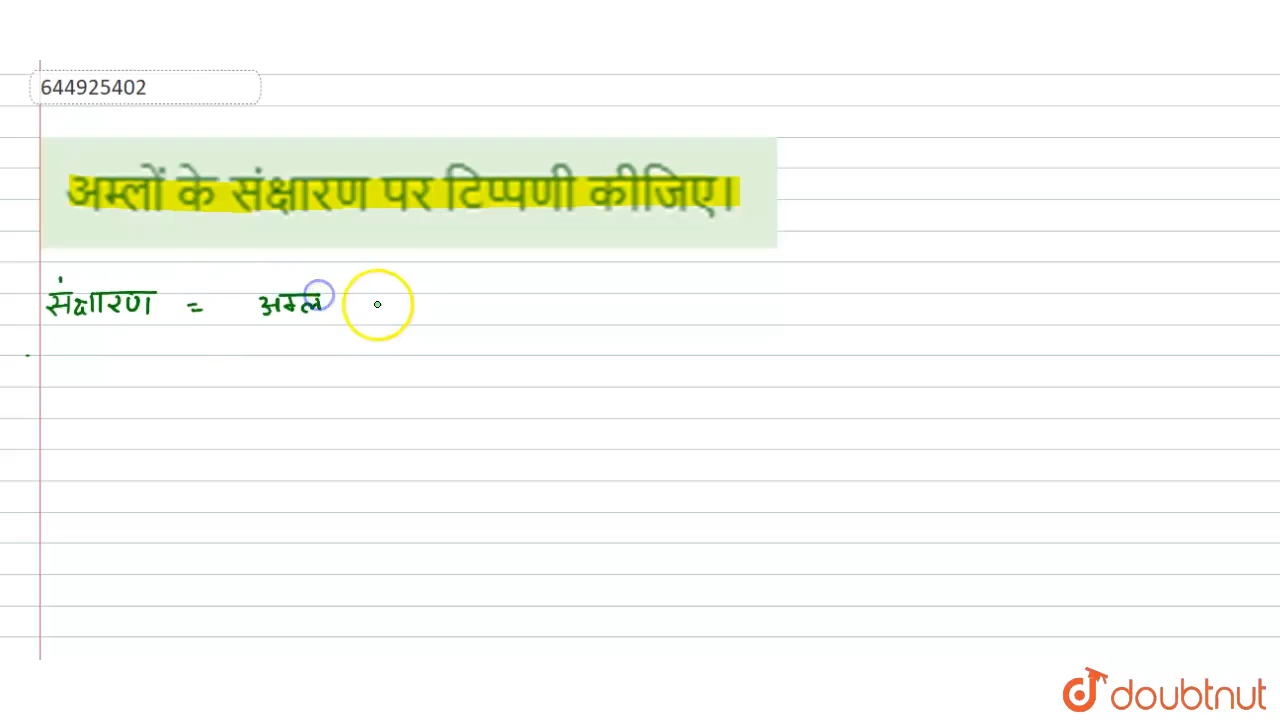 644925402
अम्लों के संक्षारण पर टिप्पणी कीजिए।
संक्षारण = अम्ल
doubtnut